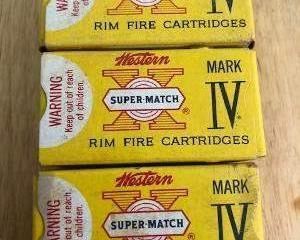 IV
RIM FIRE CARTRIDGES
WARNING
Keep out of reach
of children.
Western
X
SUPER-MATCH
®
MARK
IV
RIM FIRE CARTRIDGES
WARNING
Keep out of reach
of children.
Western
X
SUPER-MATCH
®
MARK
IV